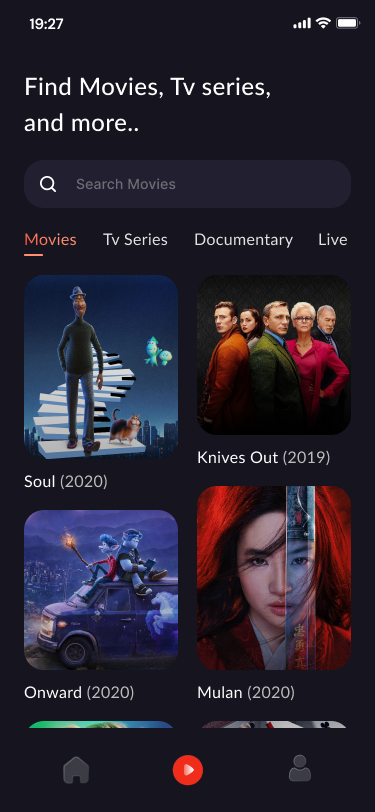 19:27
Find Movies, Tv series,
and more..
Search Movies
Movies
Tv Series
Documentary
Live
Soul (2020)
Knives Out (2019)
Onward (2020)
Mulan (2020)